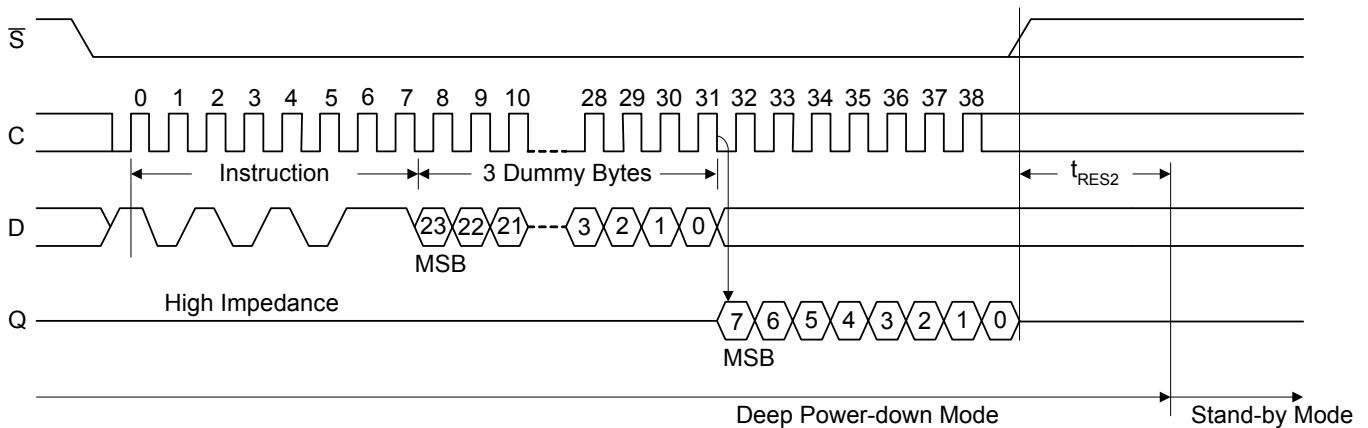 S
0 1 2 3 4 5 6 7 8 9 10 28 29 30 31 32 33 34 35 36 37 38
C
Instruction 3 Dummy Bytes tRES2
D 23 22 21 3 2 1 0
MSB
High Impedance
Q 7 6 5 4 3 2 1 0
MSB
Deep Power-down Mode Stand-by Mode